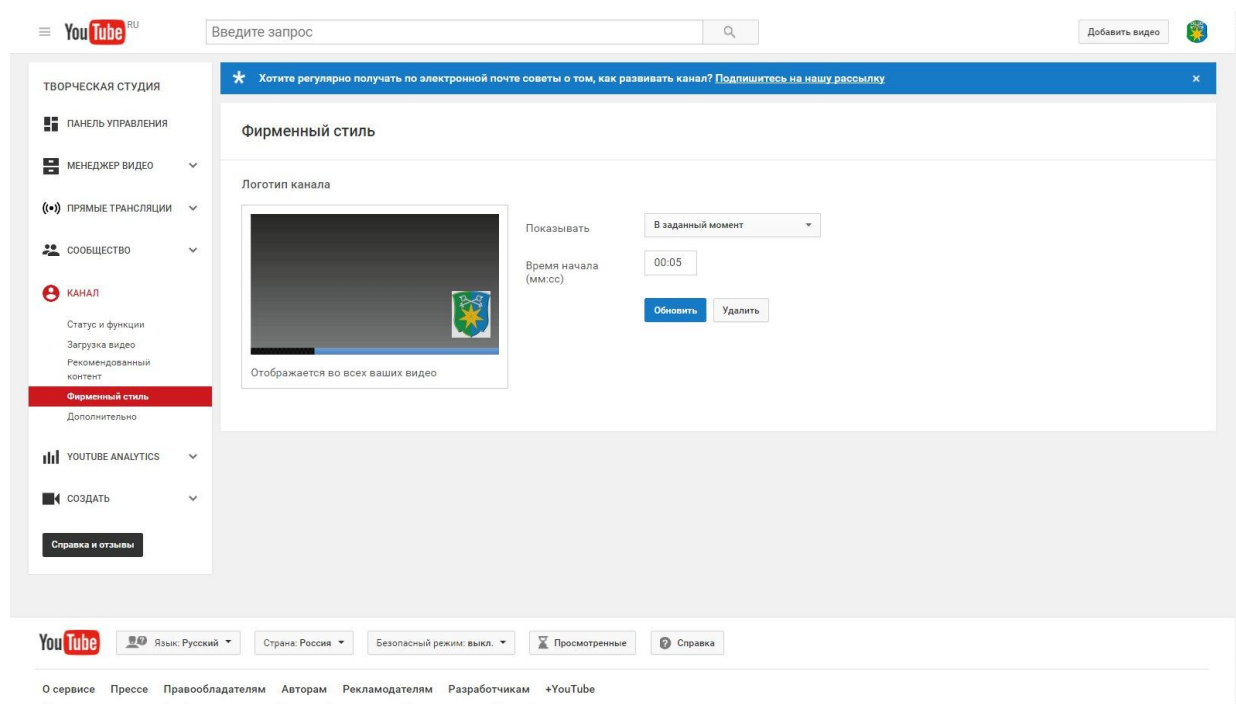 YouTube RU
Введите запрос
Добавить видео
ТВОРЧЕСКАЯ СТУДИЯ
ПАНЕЛЬ УПРАВЛЕНИЯ
МЕНЕДЖЕР ВИДЕО
ПРЯМЫЕ ТРАНСЛЯЦИИ
СООБЩЕСТВО
КАНАЛ
Статус и функции
Загрузка видео
Рекомендованный
контент
Фирменный стиль
Дополнительно
YOUTUBE ANALYTICS
СОЗДАТЬ
Справка и отзывы
Хотите регулярно получать по электронной почте советы о том, как развивать канал? Подпишитесь на нашу рассылку
Фирменный стиль
Логотип канала
Отображается во всех ваших видео
Показывать
В заданный момент
Время начала
(мм:сс)
00:05
Обновить
Удалить
YouTube
Язык: Русский
Страна: Россия
Безопасный режим: выкл.
Просмотренные
Справка
О сервисе Прессе Правообладателям Авторам Рекламодателям Разработчикам +YouTube